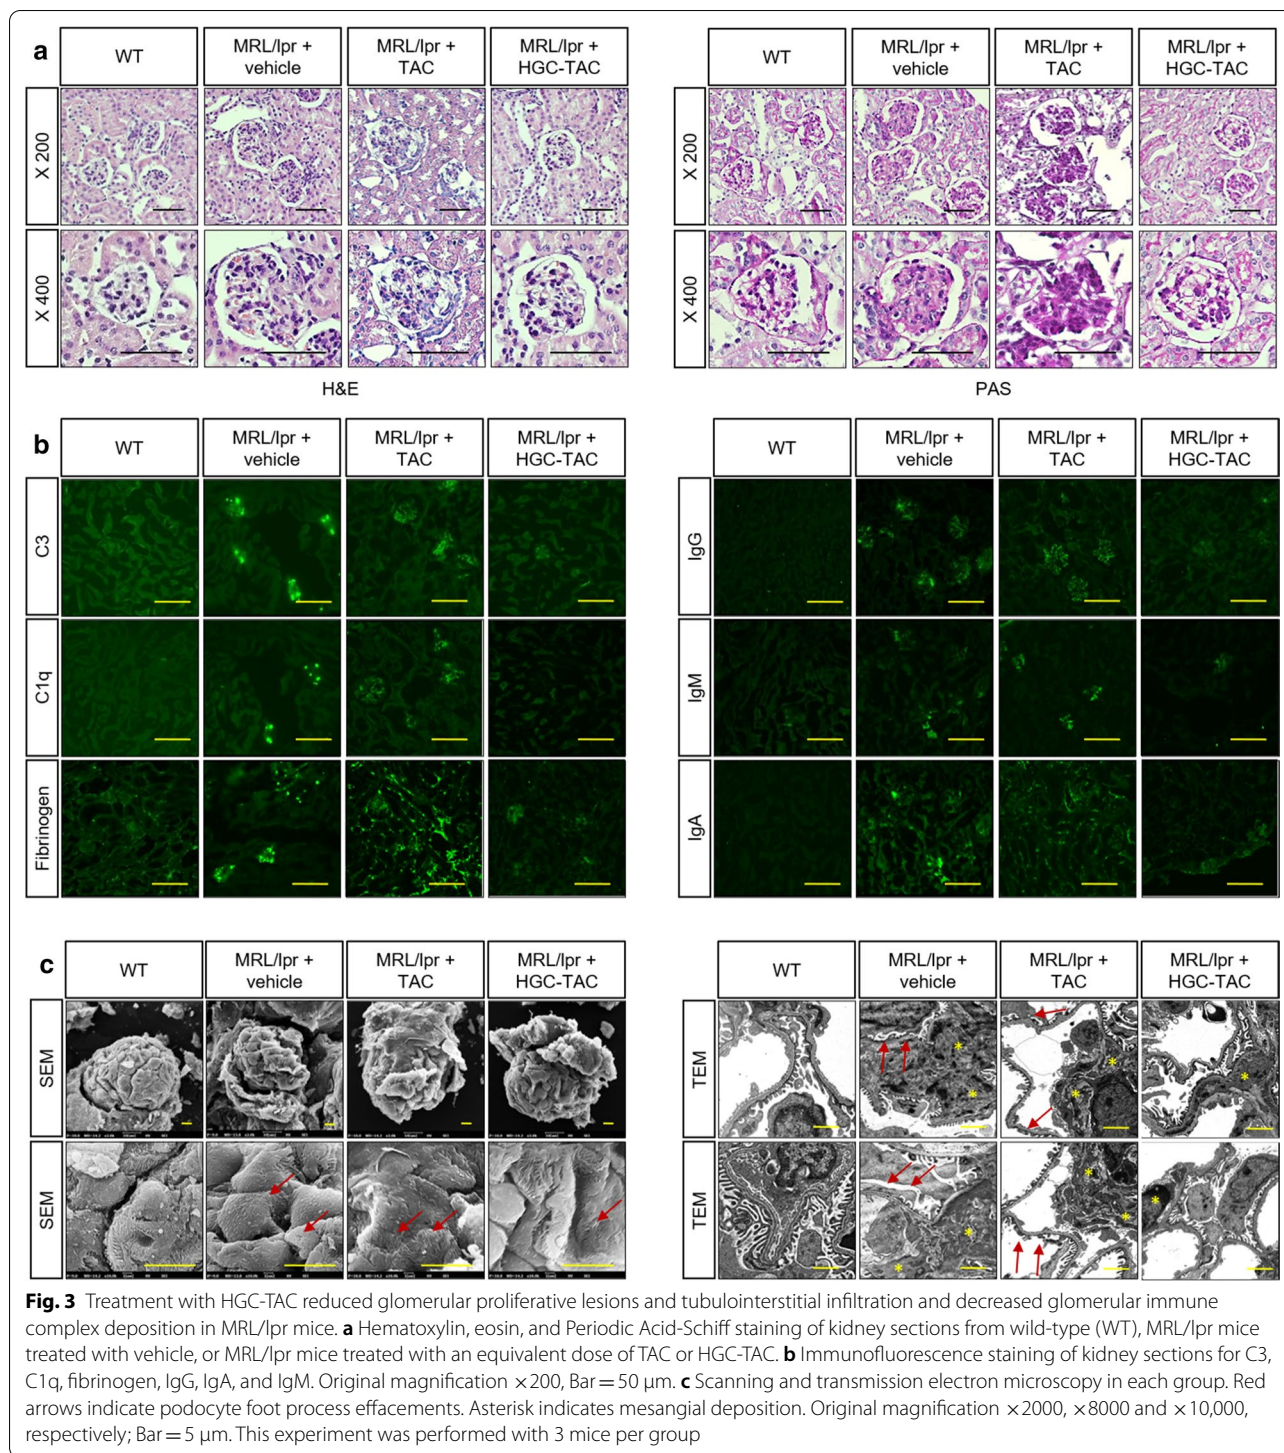 a
WT
MRL/lpr +
vehicle
MRL/lpr +
TAC
MRL/lpr +
HGC-TAC
X 200
X 400
H&E
WT
MRL/lpr +
vehicle
MRL/lpr +
TAC
MRL/lpr +
HGC-TAC
X 200
X 400
PAS
b
WT
MRL/lpr +
vehicle
MRL/lpr +
TAC
MRL/lpr +
HGC-TAC
C3
C1q
Fibrinogen
WT
MRL/lpr +
vehicle
MRL/lpr +
TAC
MRL/lpr +
HGC-TAC
IgG
IgM
IgA
c
WT
MRL/lpr +
vehicle
MRL/lpr +
TAC
MRL/lpr +
HGC-TAC
SEM
SEM
WT
MRL/lpr +
vehicle
MRL/lpr +
TAC
MRL/lpr +
HGC-TAC
TEM
* * * * *
TEM
* * * * *
Fig. 3 Treatment with HGC-TAC reduced glomerular proliferative lesions and tubulointerstitial infiltration and decreased glomerular immune
complex deposition in MRL/lpr mice. a Hematoxylin, eosin, and Periodic Acid-Schiff staining of kidney sections from wild-type (WT), MRL/lpr mice
treated with vehicle, or MRL/lpr mice treated with an equivalent dose of TAC or HGC-TAC. b Immunofluorescence staining of kidney sections for C3,
C1q, fibrinogen, IgG, IgA, and IgM. Original magnification ×200, Bar = 50 μm. c Scanning and transmission electron microscopy in each group. Red
arrows indicate podocyte foot process effacements. Asterisk indicates mesangial deposition. Original magnification ×2000, ×8000 and ×10,000,
respectively; Bar = 5 μm. This experiment was performed with 3 mice per group